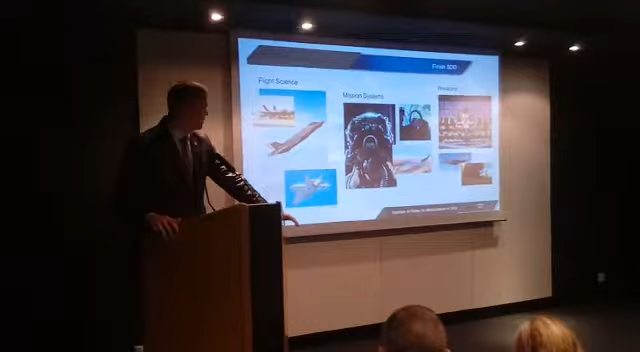 Finish SDD
Flight Science
Mission Systems
Weapons